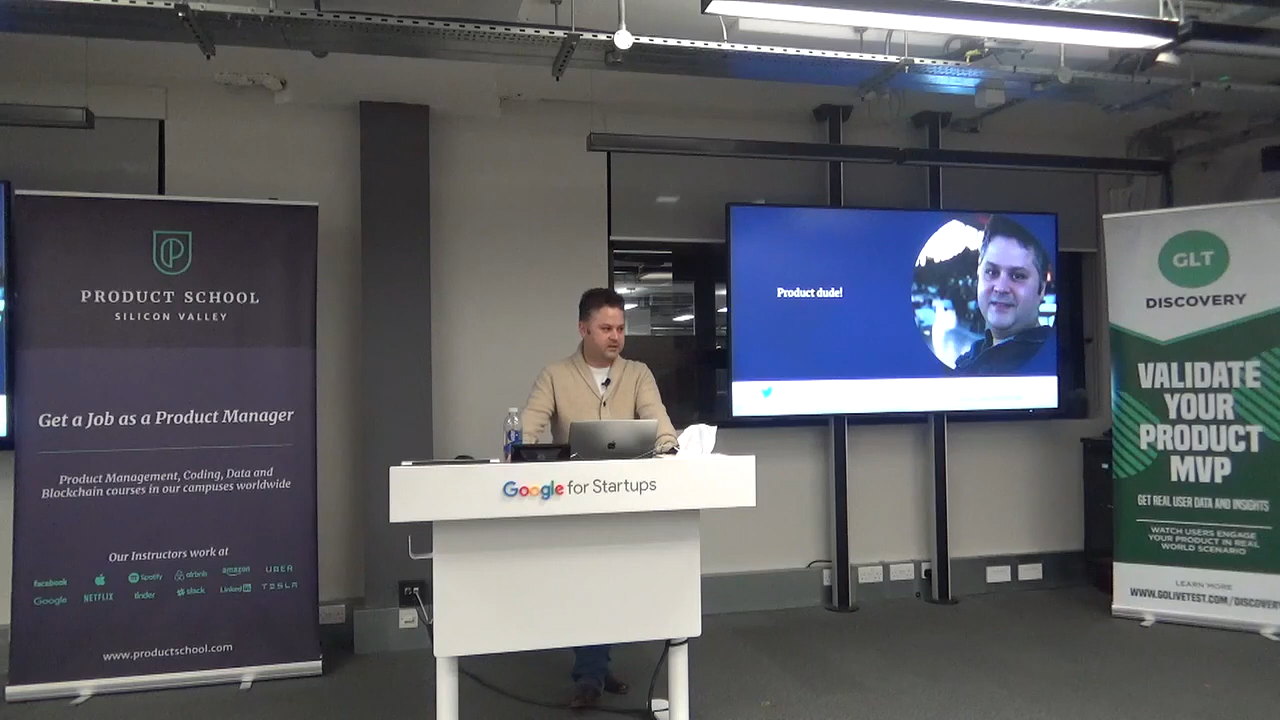 PRODUCT SCHOOL
SILICON VALLEY
Get a Job as a Product Manager
Product Management, Coding, Data and
Blockchain courses in our campuses worldwide
Our Instructors work at
facebook
Spotify
airbnb
amazon
UBER
Google
NETFLIX
tinder
slack
LinkedIn
TESLA
www.productschool.com
Google for Startups
Product dude!
GLT
DISCOVERY
VALIDATE
YOUR
PRODUCT
MVP
GET REAL USER DATA AND INSIGHTS
WATCH USERS ENGAGE
YOUR PRODUCT IN REAL
WORLD SCENARIO
LEARN MORE
WWW.GOLIVETEST.COM/DISCOVER